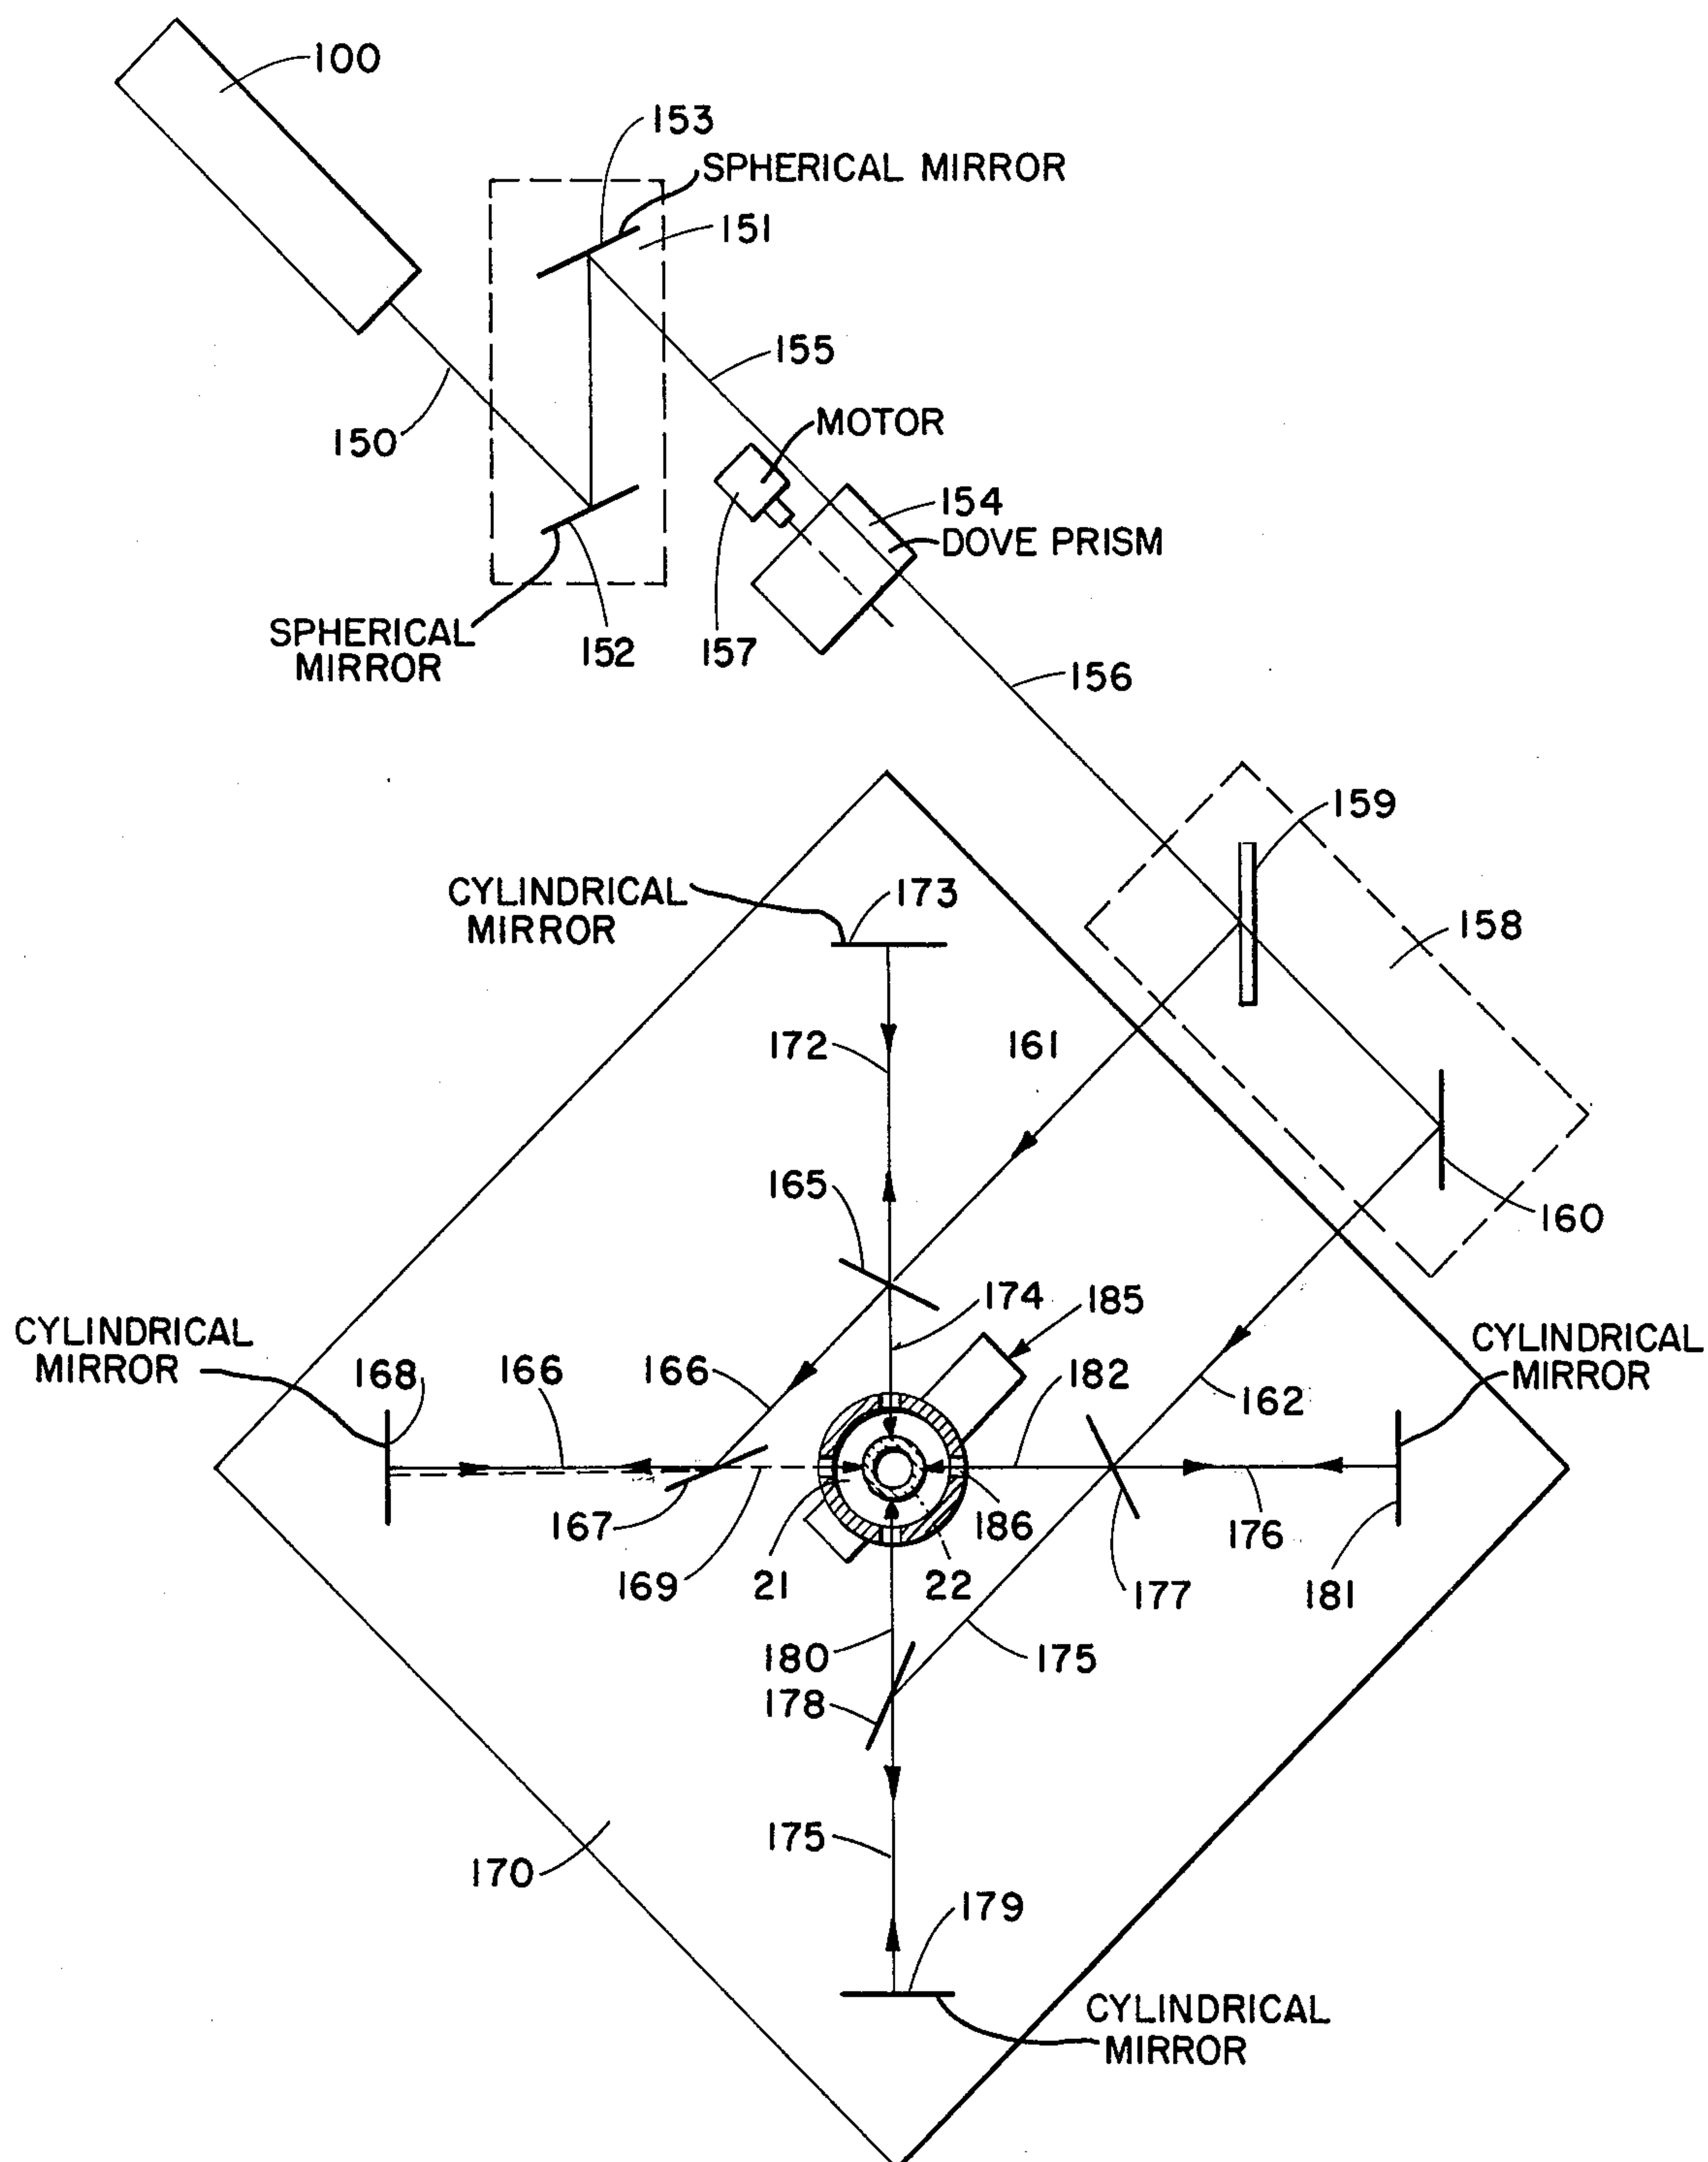 100
153
SPHERICAL MIRROR
151
155
150
MOTOR
154
DOVE PRISM
SPHERICAL
MIRROR
152
157
156
159
CYLINDRICAL
MIRROR
173
158
172
161
165
160
174
185
CYLINDRICAL
MIRROR
168
166
166
182
162
CYLINDRICAL
MIRROR
167
186
176
169
21
22
177
181
180
175
178
175
170
179
CYLINDRICAL
MIRROR